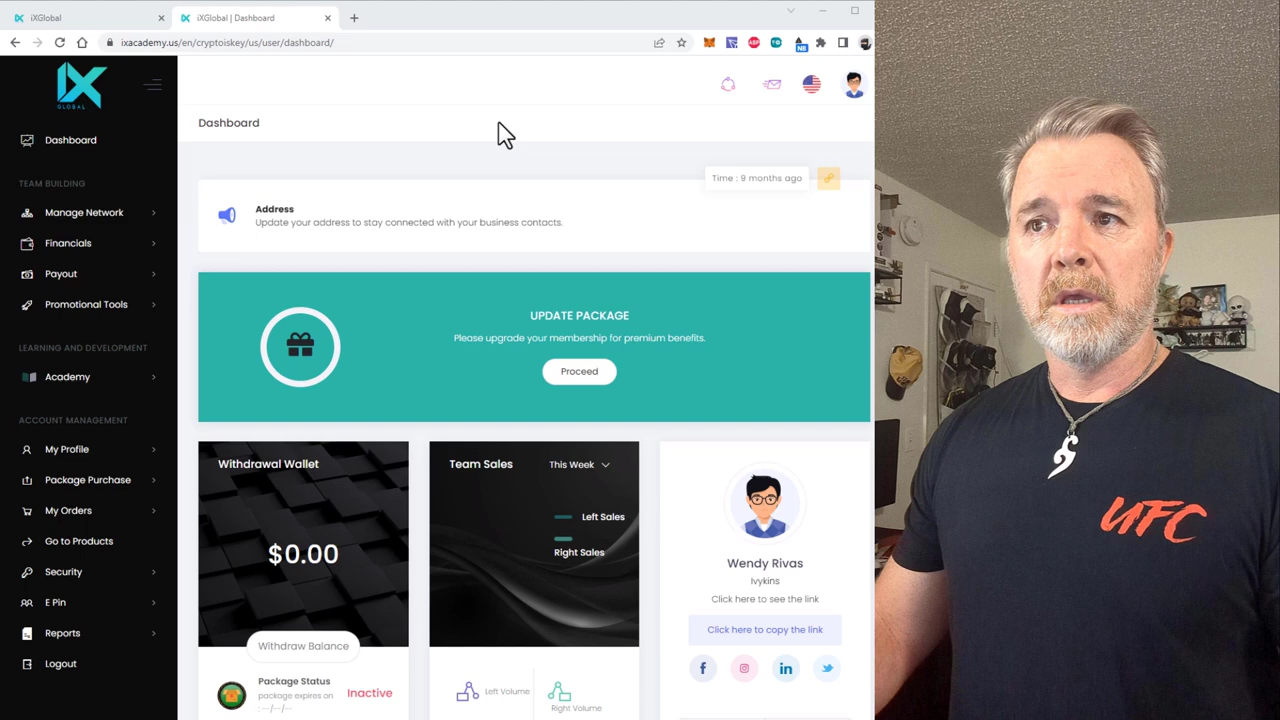 iXGlobal
iXGlobal | Dashboard
ixacademy.us/en/cryptoiskey/us/user/dashboard/
ABP
NB
IX
GLOBAL
Dashboard
TEAM BUILDING
Manage Network
Financials
Payout
Promotional Tools
LEARNING AND DEVELOPMENT
Academy
ACCOUNT MANAGEMENT
My Profile
Package Purchase
My Orders
Go to Products
Security
E Pin
Reports
Logout
Dashboard
Time : 9 months ago
Address
Update your address to stay connected with your business contacts.
UPDATE PACKAGE
Please upgrade your membership for premium benefits.
Proceed
Withdrawal Wallet
$0.00
Withdraw Balance
Package Status
package expires on
: --/--/--
Inactive
Team Sales
This Week
Left Sales
Right Sales
Left Volume
Right Volume
Wendy Rivas
Ivykins
Click here to see the link
Click here to copy the link
UFC